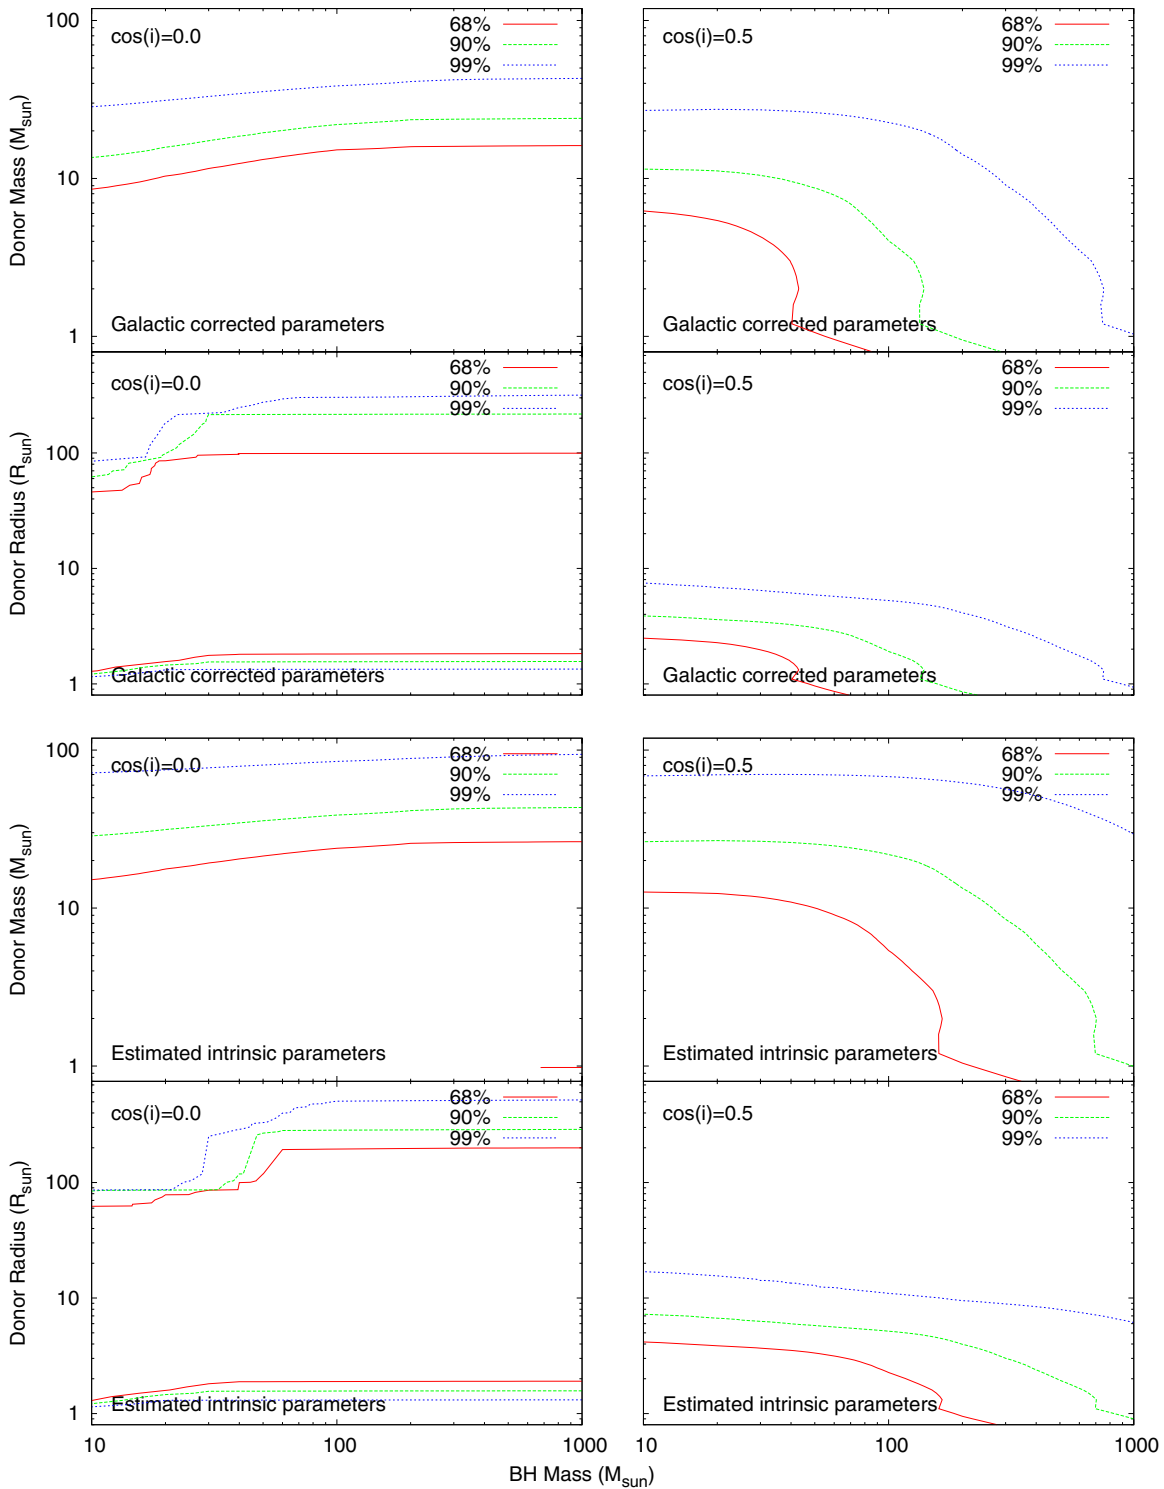 cos(i)=0.0
68%
90%
99%
100
10
1
Donor Mass (M_sun)
Galactic corrected parameters
cos(i)=0.5
68%
90%
99%
Galactic corrected parameters
cos(i)=0.0
68%
90%
99%
100
10
1
Donor Radius (R_sun)
Galactic corrected parameters
cos(i)=0.5
68%
90%
99%
Galactic corrected parameters
cos(i)=0.0
68%
90%
99%
100
10
1
Donor Mass (M_sun)
Estimated intrinsic parameters
cos(i)=0.5
68%
90%
99%
Estimated intrinsic parameters
cos(i)=0.0
68%
90%
99%
100
10
1
Donor Radius (R_sun)
Estimated intrinsic parameters
cos(i)=0.5
68%
90%
99%
Estimated intrinsic parameters
10 100 1000
10 100 1000
BH Mass (M_sun)